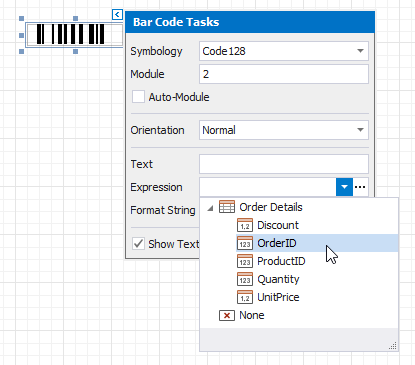 Bar Code Tasks
Symbology Code128
Module 2
Auto-Module
Orientation Normal
Text
Expression ...
Format String
Show Text
Order Details
1.2 Discount
123 OrderID
123 ProductID
123 Quantity
1.2 UnitPrice
None